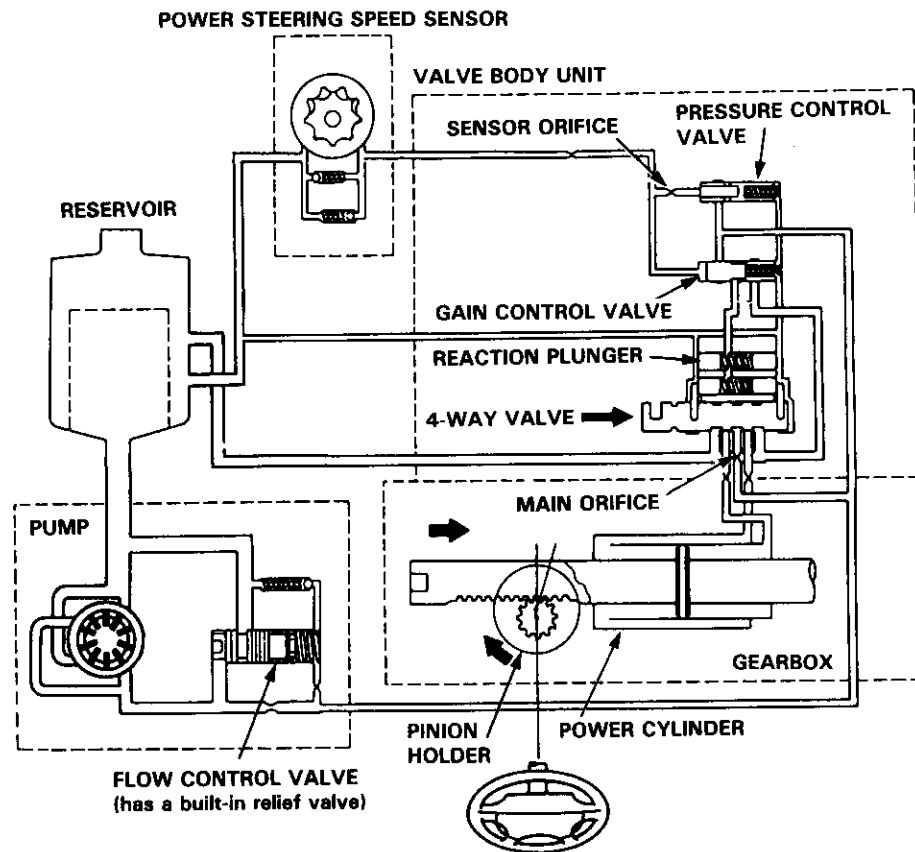 POWER STEERING SPEED SENSOR
VALVE BODY UNIT
PRESSURE CONTROL
VALVE
SENSOR ORIFICE
RESERVOIR
GAIN CONTROL VALVE
REACTION PLUNGER
4-WAY VALVE
MAIN ORIFICE
PUMP
GEARBOX
PINION
HOLDER
POWER CYLINDER
FLOW CONTROL VALVE
(has a built-in relief valve)